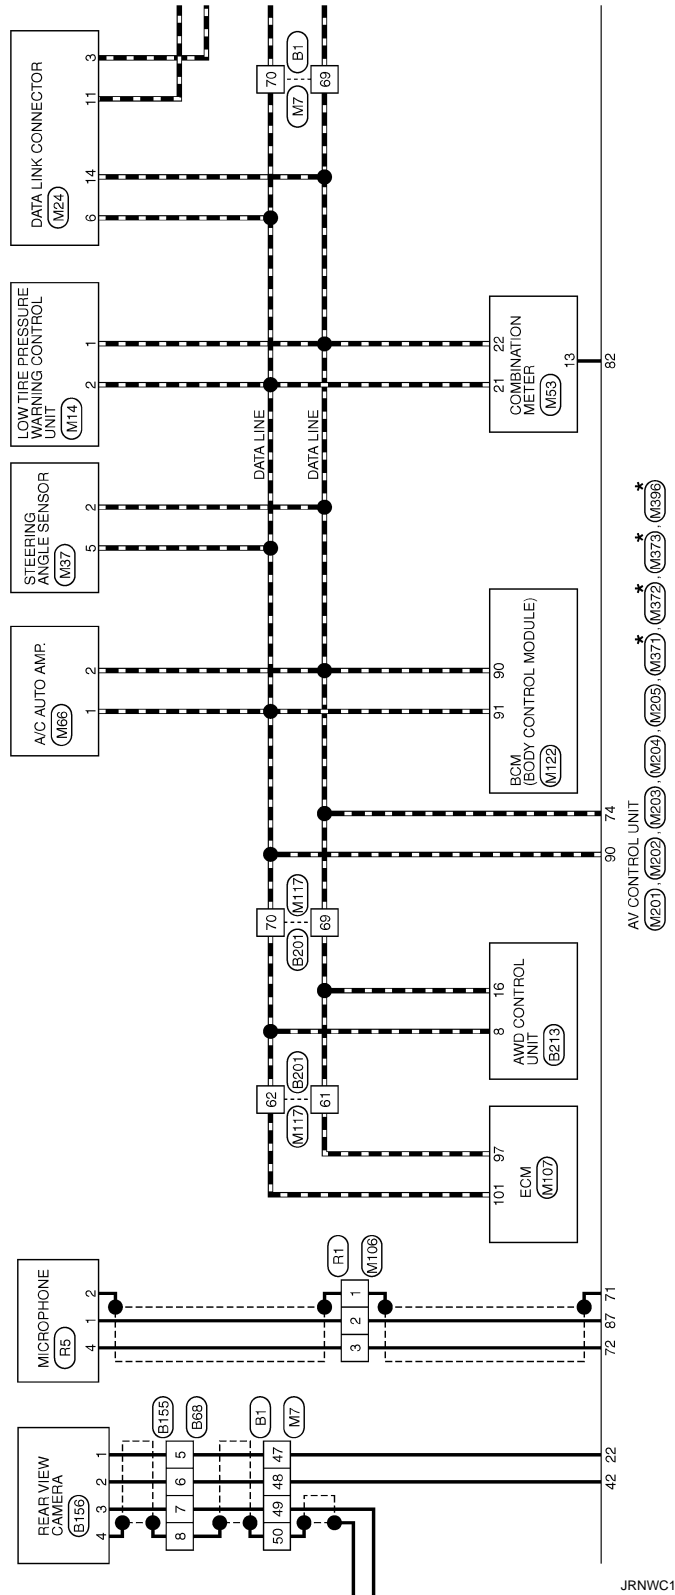 REAR VIEW
CAMERA
B156
4
3
2
1
8
7
6
5
B155
B68
50
49
48
47
B1
M7
42
22
MICROPHONE
R5
4
1
2
3
2
1
R1
M106
72
87
71
ECM
M107
101
97
62
61
M117
B201
AWD CONTROL
UNIT
B213
8
16
70
69
B201
M117
90
74
AV CONTROL UNIT
M201 , M202 , M203 , M204 , M205 , M371 , M372 , M373 , M396
* * * *
A/C AUTO AMP.
M66
1
2
BCM
(BODY CONTROL MODULE)
M122
91
90
STEERING
ANGLE SENSOR
M37
5
2
DATA LINE
DATA LINE
LOW TIRE PRESSURE
WARNING CONTROL
UNIT
M14
2
1
COMBINATION
METER
M53
21
22
13
82
DATA LINK CONNECTOR
M24
6
14
11
3
70
69
M7
B1
JRNWC1